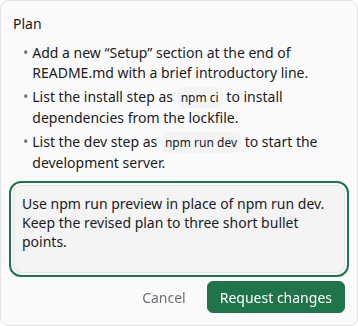 Plan
• Add a new “Setup” section at the end of
README.md with a brief introductory line.
• List the install step as npm ci to install
dependencies from the lockfile.
• List the dev step as npm run dev to start the
development server.
Use npm run preview in place of npm run dev.
Keep the revised plan to three short bullet
points.
Cancel Request changes